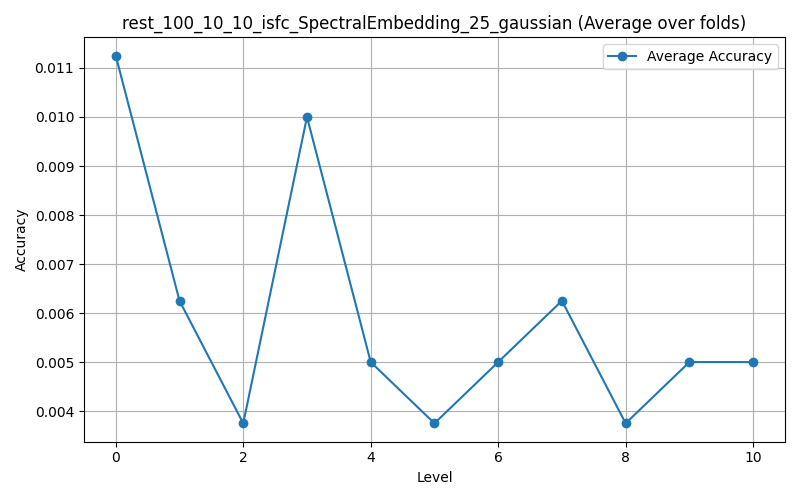 rest_100_10_10_isfc_SpectralEmbedding_25_gaussian (Average over folds)
Average Accuracy
0.011
0.010
0.009
0.008
0.007
0.006
0.005
0.004
Accuracy
0 2 4 6 8 10
Level